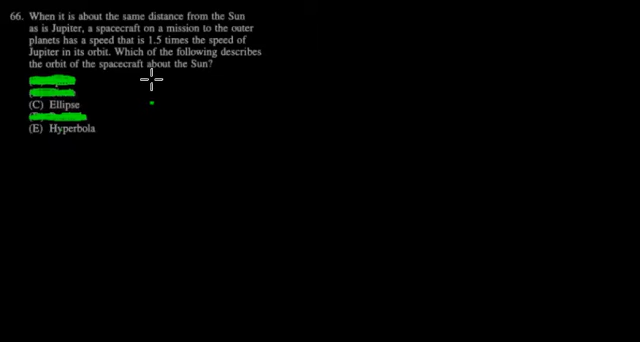 66. When it is about the same distance from the Sun
as is Jupiter, a spacecraft on a mission to the outer
planets has a speed that is 1.5 times the speed of
Jupiter in its orbit. Which of the following describes
the orbit of the spacecraft about the Sun?
(C) Ellipse
(E) Hyperbola